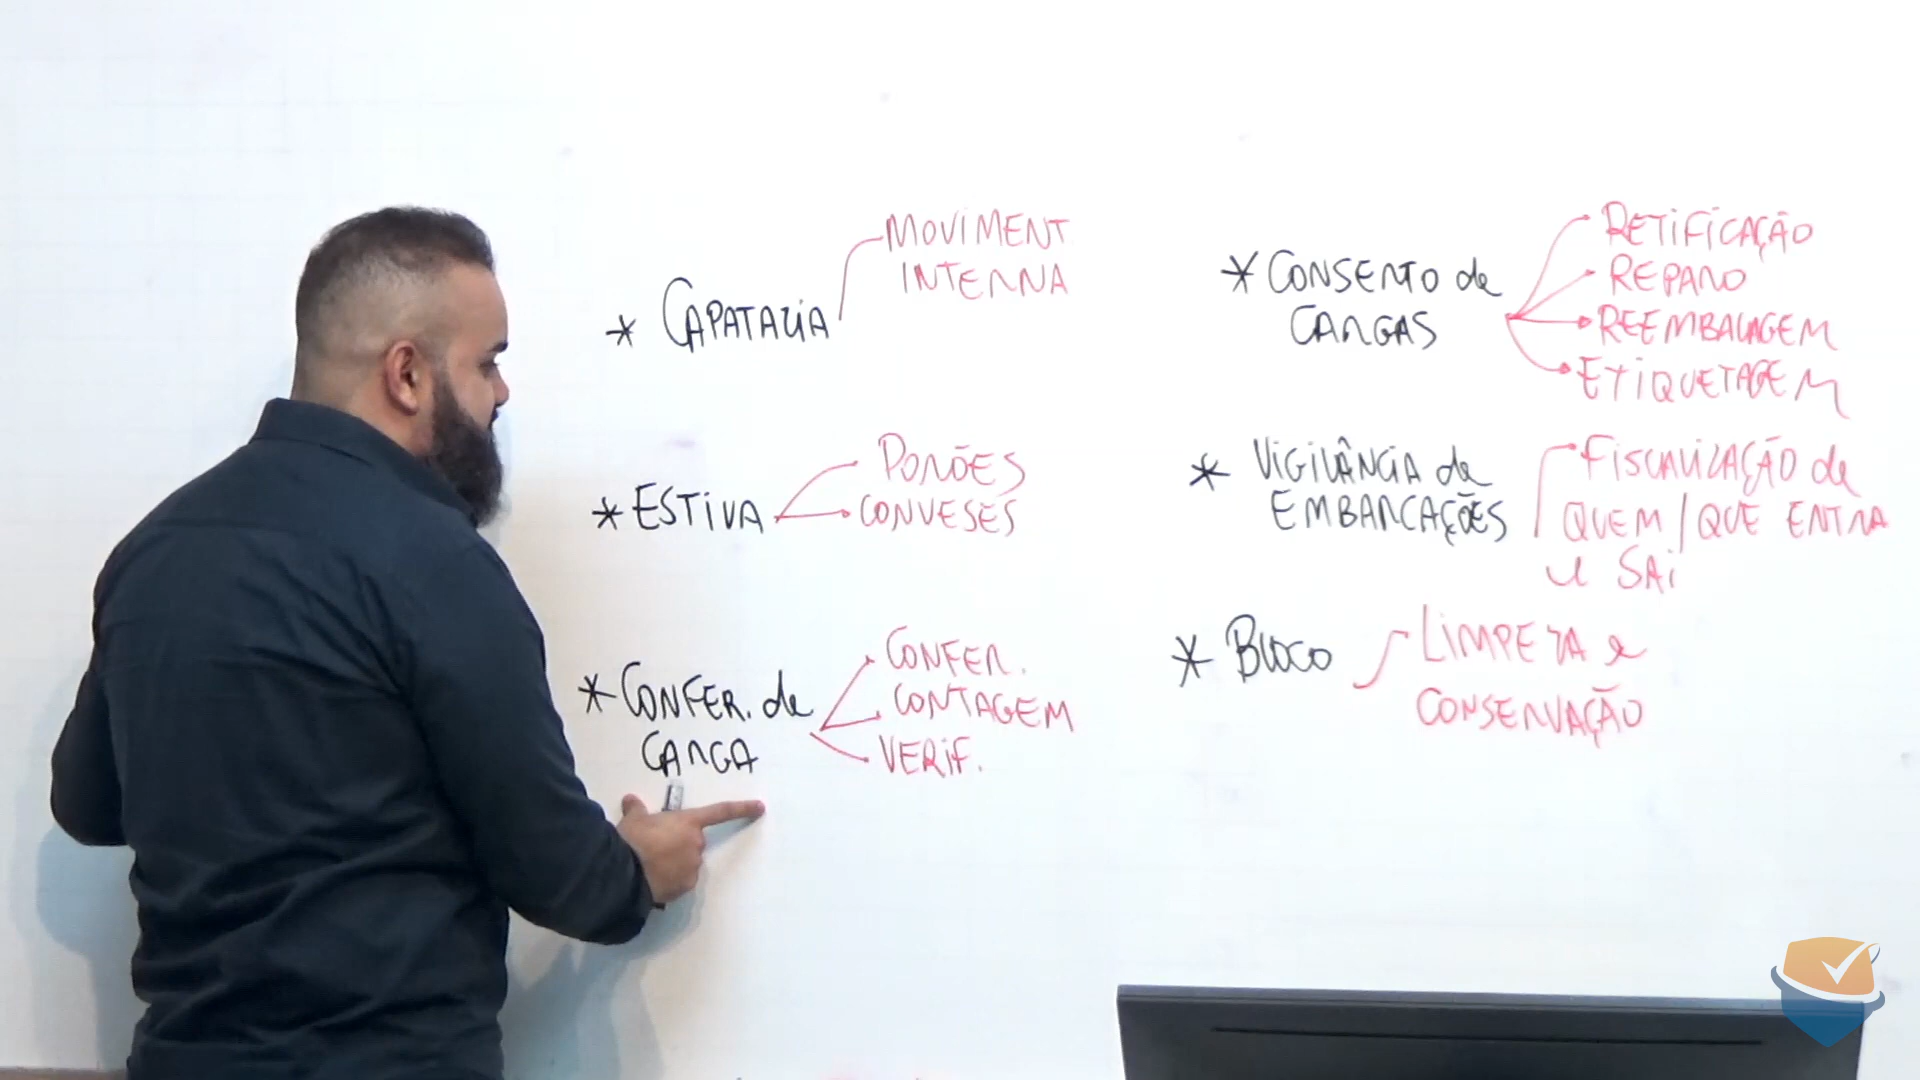 * CAPATAZIA
MOVIMENT
INTERNA
* ESTIVA
PORÕES
CONVESES
* CONFER. de
CARGA
CONFER.
CONTAGEM
VERIF.
* CONSERTO de
CARGAS
RETIFICAÇÃO
REPARO
REEMBALAGEM
ETIQUETAGEM
* VIGILÂNCIA de
EMBARCAÇÕES
FISCALIZAÇÃO de
QUEM/QUE ENTRA
e SAI
* BLOCO
LIMPEZA e
CONSERVAÇÃO